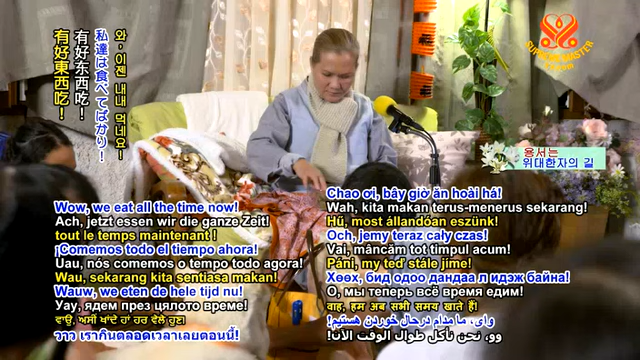 와, 이젠 내내 먹네요!
私達は食べてばかり!
有好东西吃!
有好東西吃!
SUPREME MASTER
용서는
위대한자의 길
Wow, we eat all the time now!
Ach, jetzt essen wir die ganze Zeit!
tout le temps maintenant !
¡Comemos todo el tiempo ahora!
Uau, nós comemos o tempo todo agora!
Wau, sekarang kita sentiasa makan!
Wauw, we eten de hele tijd nu!
Уау, ядем през цялото време!
ਵਾਉ, ਅਸੀਂ ਖਾਂਦੇ ਹਾਂ ਹਰ ਵੇਲੇ ਹੁਣ!
ว้าว เรากินตลอดเวลาเลยตอนนี้!
Chao ơi, bây giờ ăn hoài há!
Wah, kita makan terus-menerus sekarang!
Hű, most állandóan eszünk!
Och, jemy teraz cały czas!
Vai, mâncăm tot timpul acum!
Páni, my teď stále jíme!
Хөөх, бид одоо дандаа л идэж байна!
О, мы теперь всё время едим!
वाह, हम अब सभी समय खाते हैं!
وای، ما مدام درحال خوردن هستیم!
وو، نحن نأكل طوال الوقت الآن!